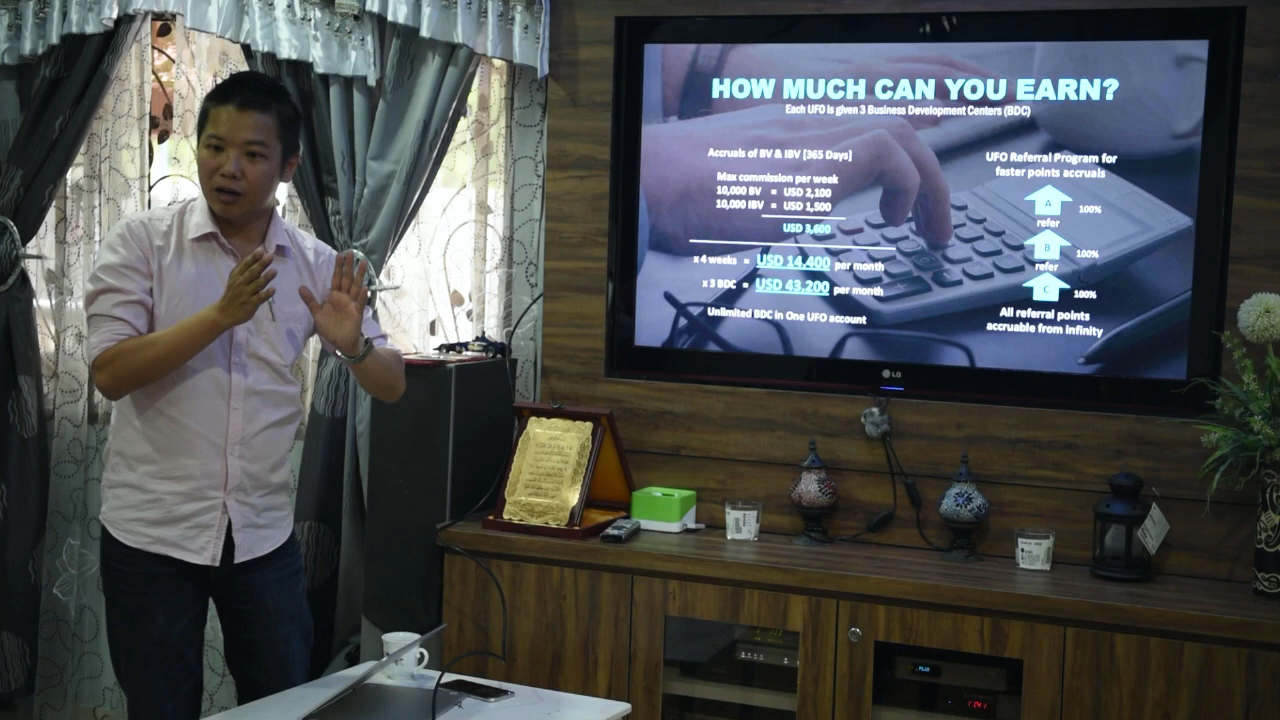 HOW MUCH CAN YOU EARN?
Each UFO is given 3 Business Development Centers (BDC)
Accruals of BV & IBV [365 Days]
Max commission per week
10,000 BV = USD 2,100
10,000 IBV = USD 1,500
USD 3,600
x 4 weeks = USD 14,400 per month
x 3 BDC = USD 43,200 per month
Unlimited BDC in One UFO account
UFO Referral Program for
faster points accruals
A 100%
refer
B 100%
refer
C 100%
All referral points
accruable from infinity
LG